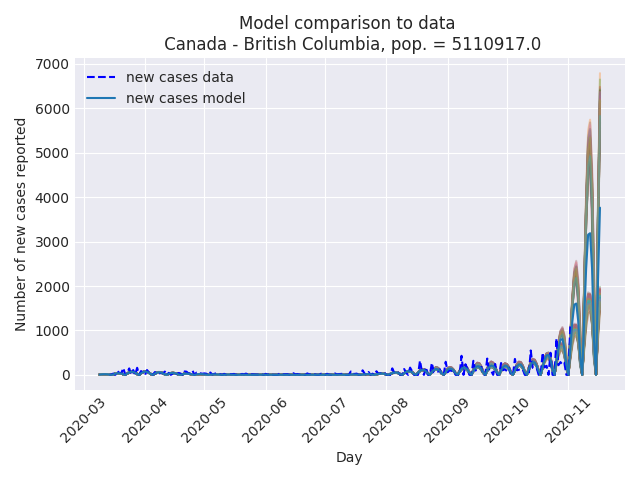 Model comparison to data
Canada - British Columbia, pop. = 5110917.0
new cases data
new cases model
Number of new cases reported
7000
6000
5000
4000
3000
2000
1000
0
2020-03
2020-04
2020-05
2020-06
2020-07
2020-08
2020-09
2020-10
2020-11
Day